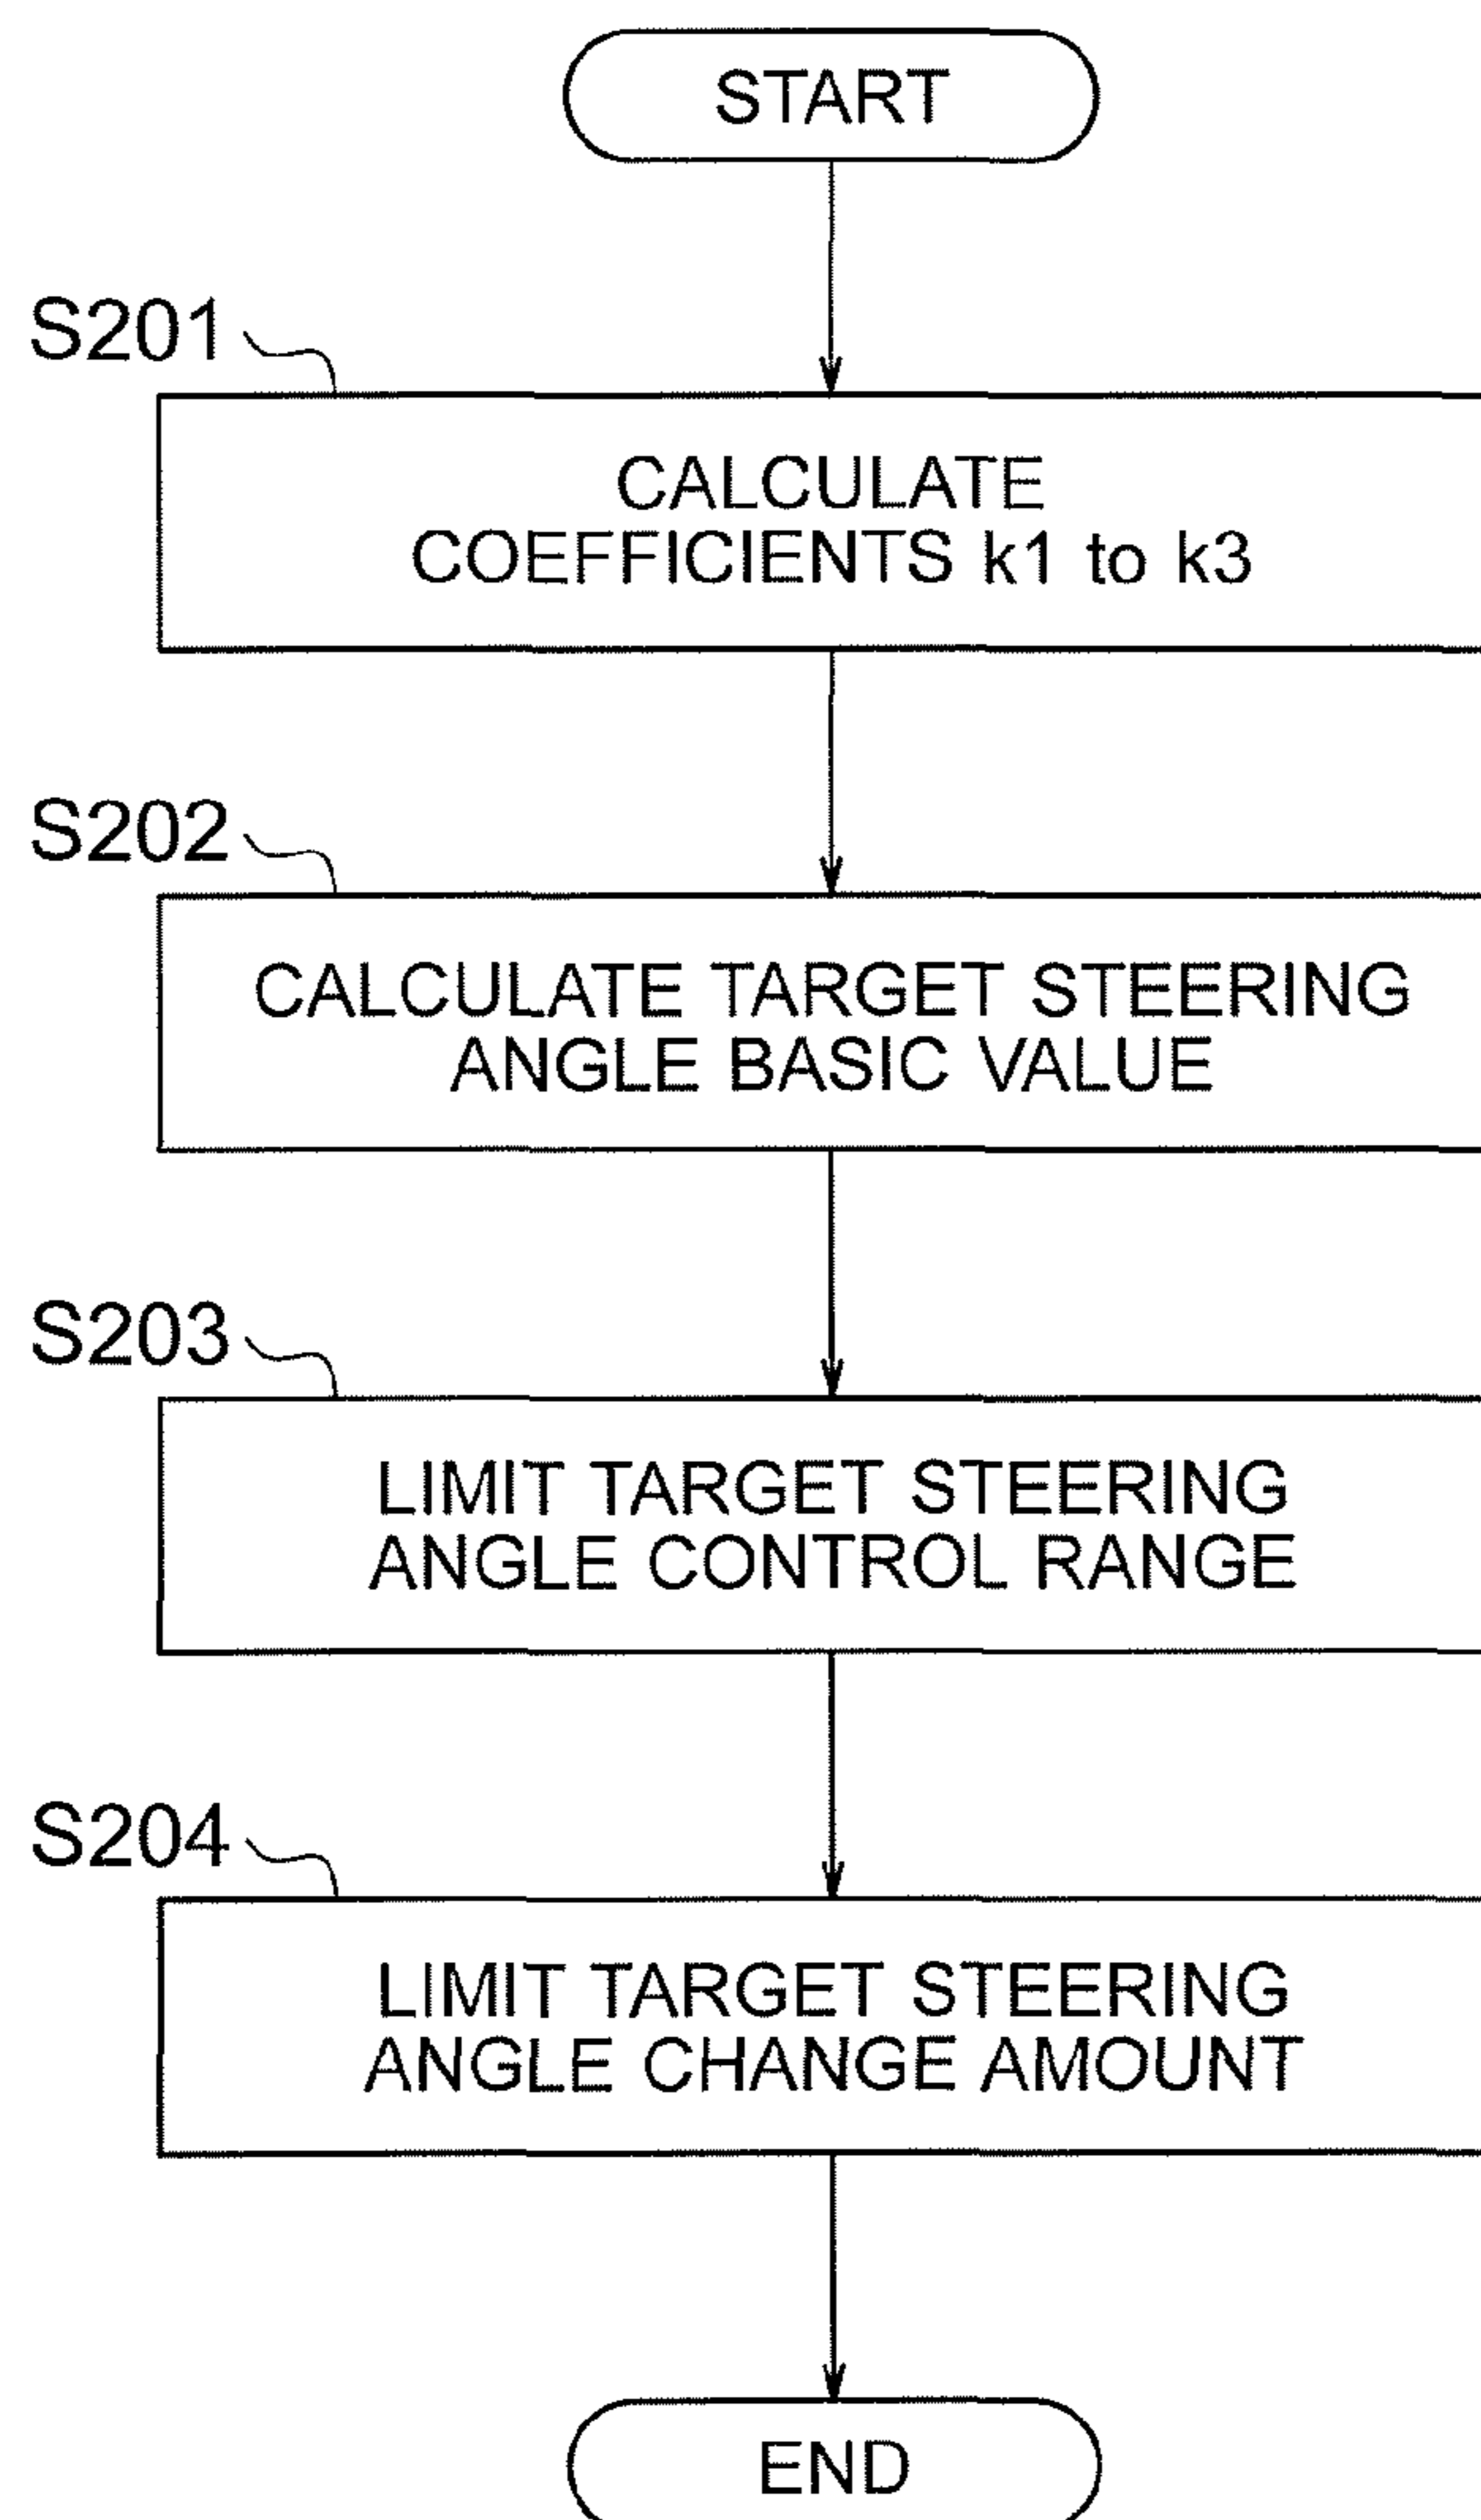 START
S201
CALCULATE
COEFFICIENTS k1 to k3
S202
CALCULATE TARGET STEERING
ANGLE BASIC VALUE
S203
LIMIT TARGET STEERING
ANGLE CONTROL RANGE
S204
LIMIT TARGET STEERING
ANGLE CHANGE AMOUNT
END